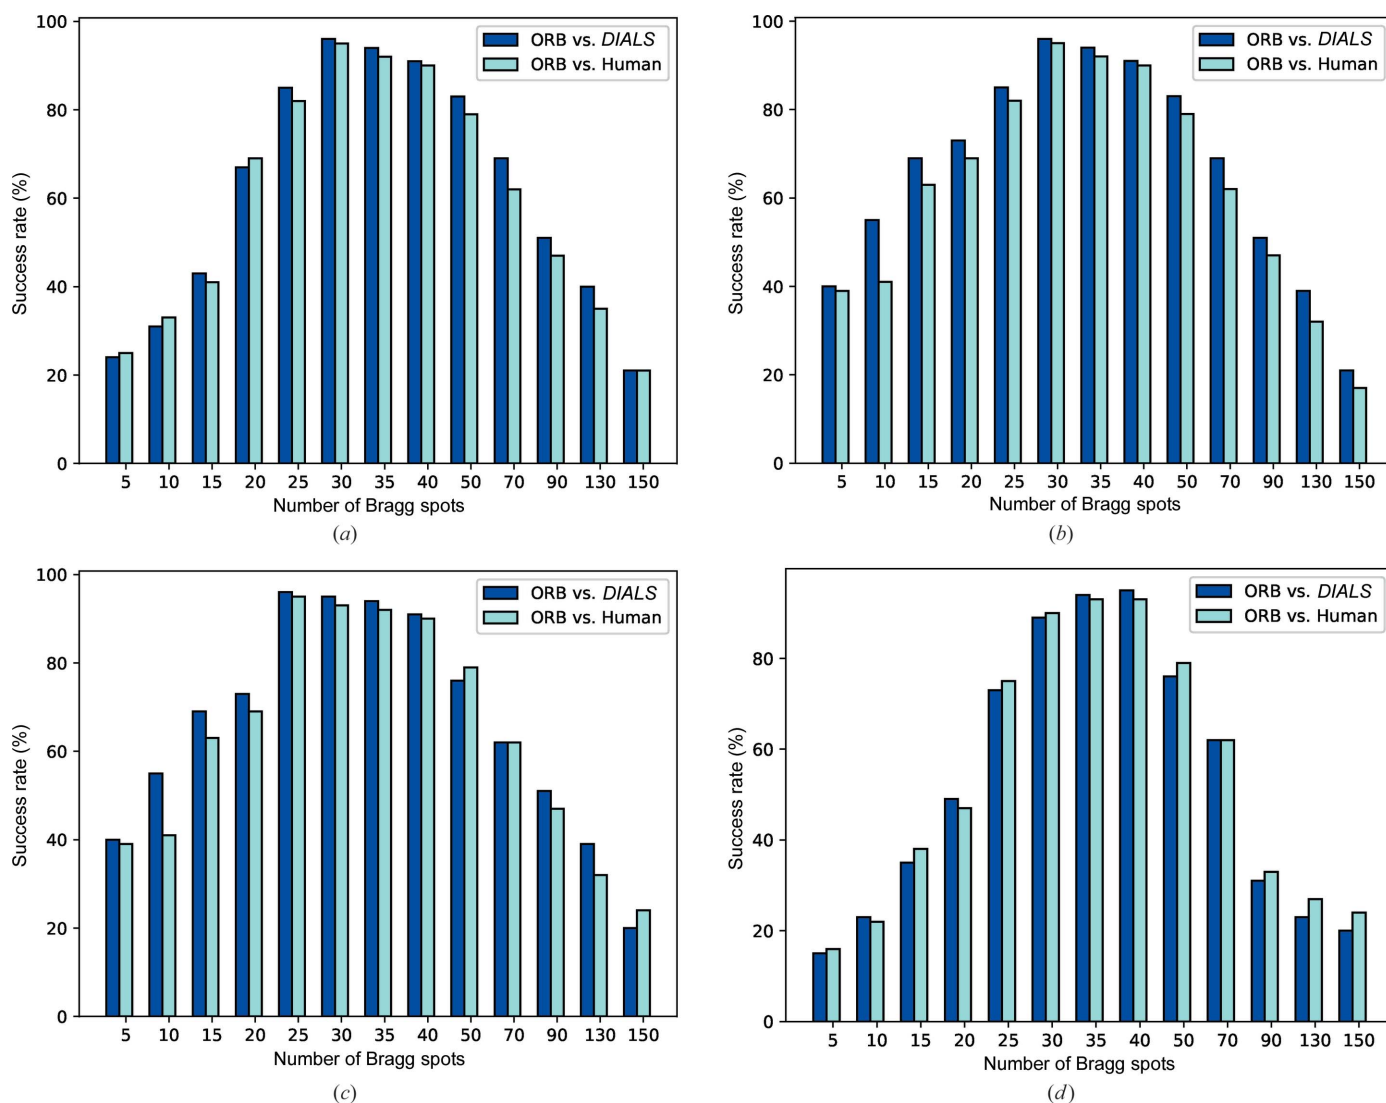 100
80
60
40
20
0
Success rate (%)
ORB vs. DIALS
ORB vs. Human
5 10 15 20 25 30 35 40 50 70 90 130 150
Number of Bragg spots
(a)
100
80
60
40
20
0
Success rate (%)
ORB vs. DIALS
ORB vs. Human
5 10 15 20 25 30 35 40 50 70 90 130 150
Number of Bragg spots
(b)
100
80
60
40
20
0
Success rate (%)
ORB vs. DIALS
ORB vs. Human
5 10 15 20 25 30 35 40 50 70 90 130 150
Number of Bragg spots
(c)
80
60
40
20
0
Success rate (%)
ORB vs. DIALS
ORB vs. Human
5 10 15 20 25 30 35 40 50 70 90 130 150
Number of Bragg spots
(d)